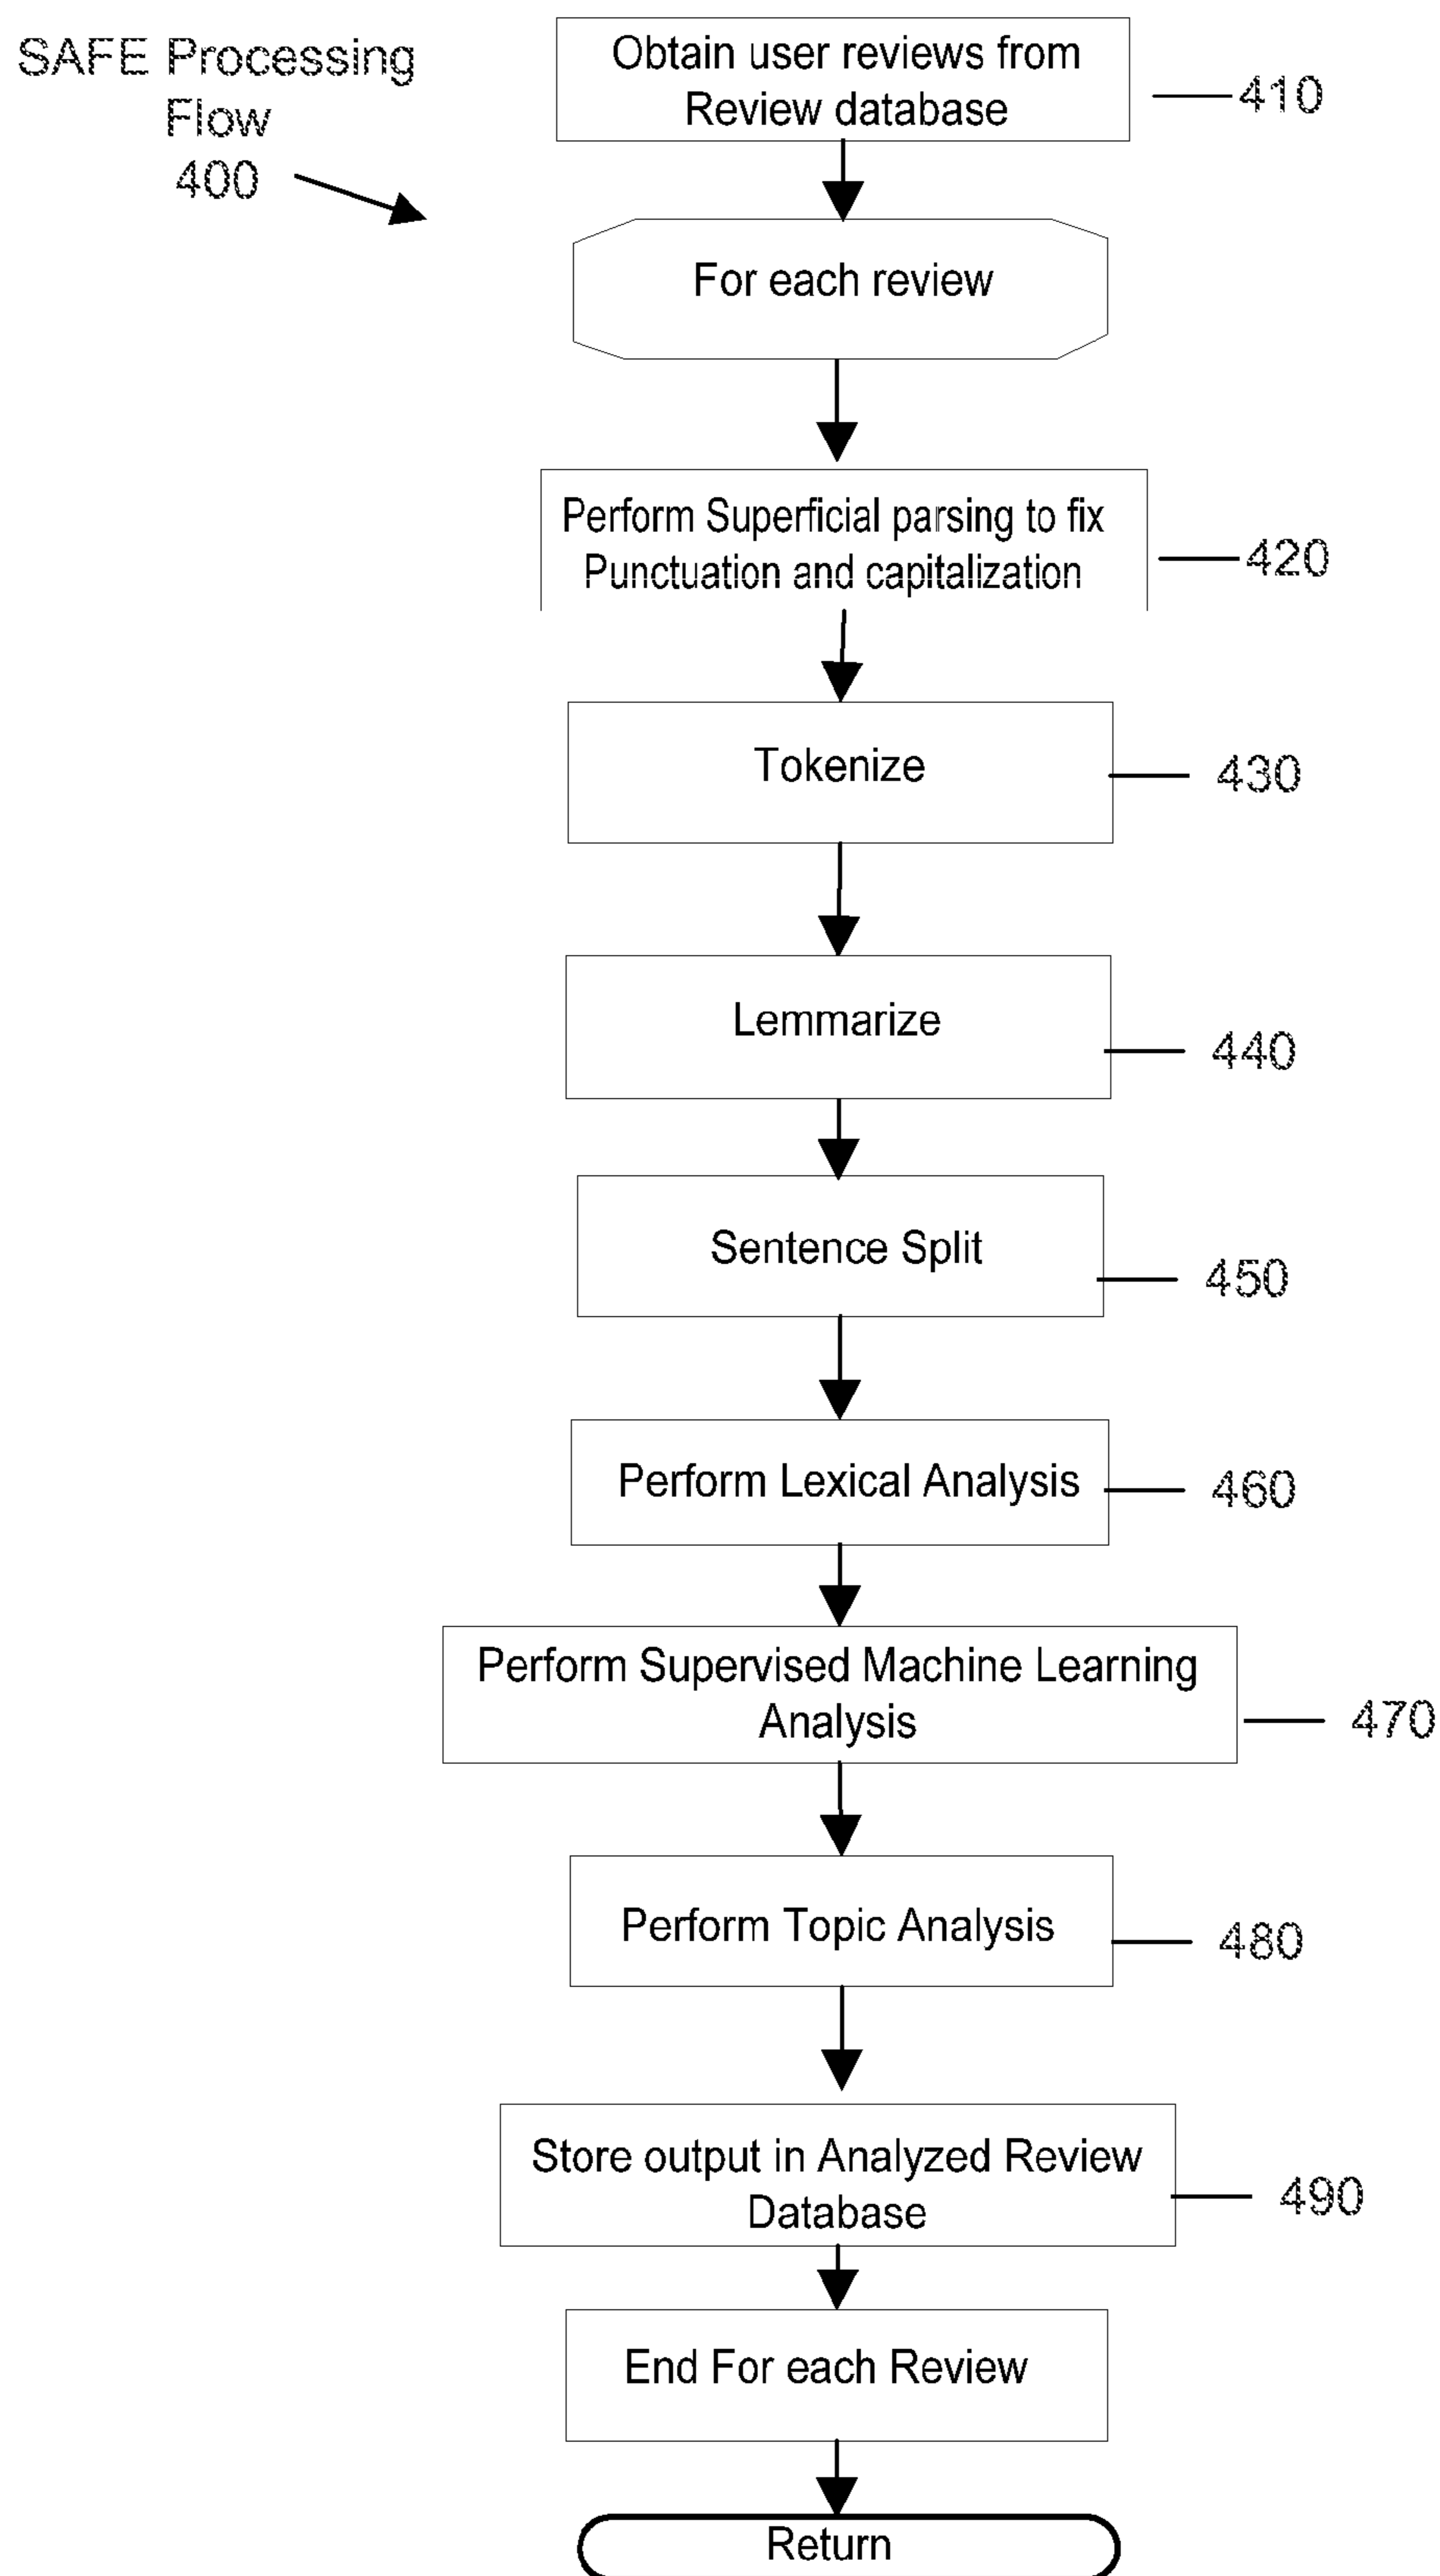 SAFE Processing
Flow
400
Obtain user reviews from
Review database
410
For each review
Perform Superficial parsing to fix
Punctuation and capitalization
420
Tokenize
430
Lemmarize
440
Sentence Split
450
Perform Lexical Analysis
460
Perform Supervised Machine Learning
Analysis
470
Perform Topic Analysis
480
Store output in Analyzed Review
Database
490
End For each Review
Return